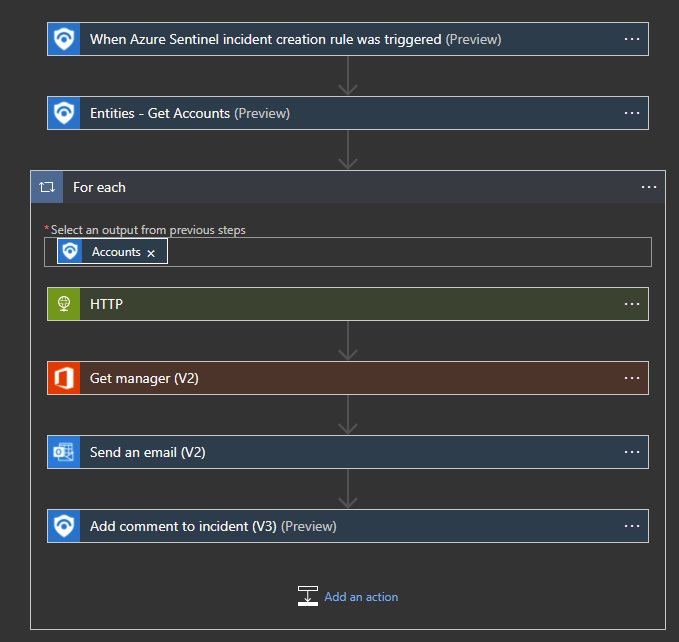 When Azure Sentinel incident creation rule was triggered (Preview)
Entities - Get Accounts (Preview)
For each
*Select an output from previous steps
Accounts
HTTP
Get manager (V2)
Send an email (V2)
Add comment to incident (V3) (Preview)
Add an action